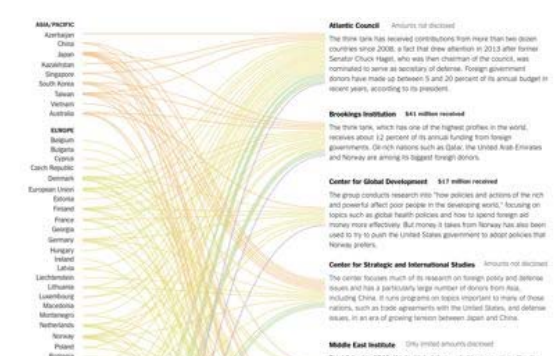 ASIA/PACIFIC
Azerbaijan
China
Japan
Kazakhstan
Singapore
South Korea
Taiwan
Vietnam
Australia
EUROPE
Belgium
Bulgaria
Cyprus
Czech Republic
Denmark
European Union
Estonia
Finland
France
Georgia
Germany
Hungary
Ireland
Latvia
Liechtenstein
Lithuania
Luxembourg
Macedonia
Montenegro
Netherlands
Norway
Poland
Atlantic Council Amounts not disclosed
The think tank has received contributions from more than two dozen
countries since 2008, a fact that drew attention in 2013 after former
Senator Chuck Hagel, who was then chairman of the council, was
nominated to serve as secretary of defense. Foreign government
donors have made up between 5 and 20 percent of its annual budget in
recent years, according to its president.
Brookings Institution $41 million received
The think tank, which has one of the highest profiles in the world,
receives about 12 percent of its annual funding from foreign
governments. Oil-rich nations such as Qatar, the United Arab Emirates
and Norway are among its biggest foreign donors.
Center for Global Development $17 million received
The group conducts research into "how policies and actions of the rich
and powerful affect poor people in the developing world," focusing on
topics such as global health policies and how to spend foreign aid
money more effectively. But money it takes from Norway has also been
used to try to push the United States government to adopt policies that
Norway prefers.
Center for Strategic and International Studies Amounts not disclosed
The center focuses much of its research on foreign policy and defense
issues and has a particularly large number of donors from Asia,
including China. It runs programs on topics important to many of those
nations, such as trade agreements with the United States, and defense
issues, in an era of growing tension between Japan and China.
Middle East Institute Only limited amounts disclosed